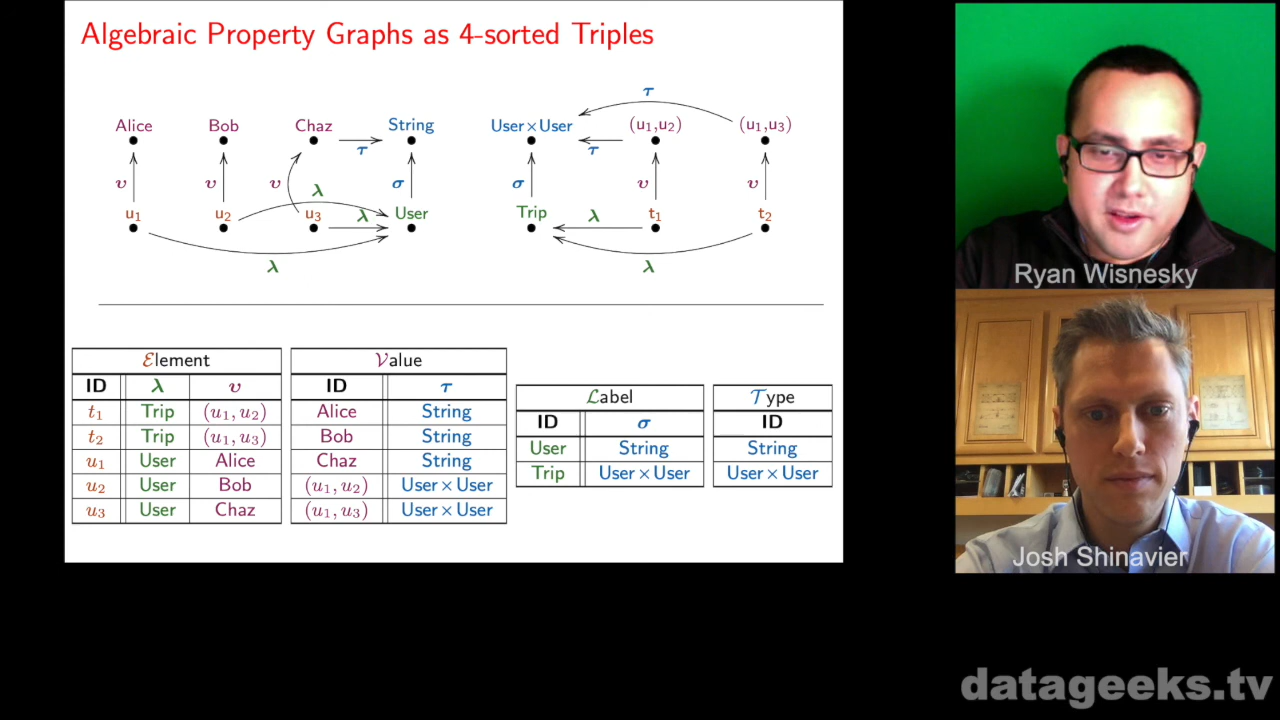 Algebraic Property Graphs as 4-sorted Triples
τ
Alice Bob Chaz String User×User (u₁,u₂) (u₁,u₃)
τ τ
υ υ υ λ σ σ υ υ
u₁ u₂ u₃ λ User Trip λ t₁ t₂
λ λ
Element
ID λ υ
t₁ Trip (u₁, u₂)
t₂ Trip (u₁, u₃)
u₁ User Alice
u₂ User Bob
u₃ User Chaz
Value
ID τ
Alice String
Bob String
Chaz String
(u₁, u₂) User×User
(u₁, u₃) User×User
Label
ID σ
User String
Trip User×User
Type
ID
String
User×User
Ryan Wisnesky
Josh Shinavier
datageeks.tv